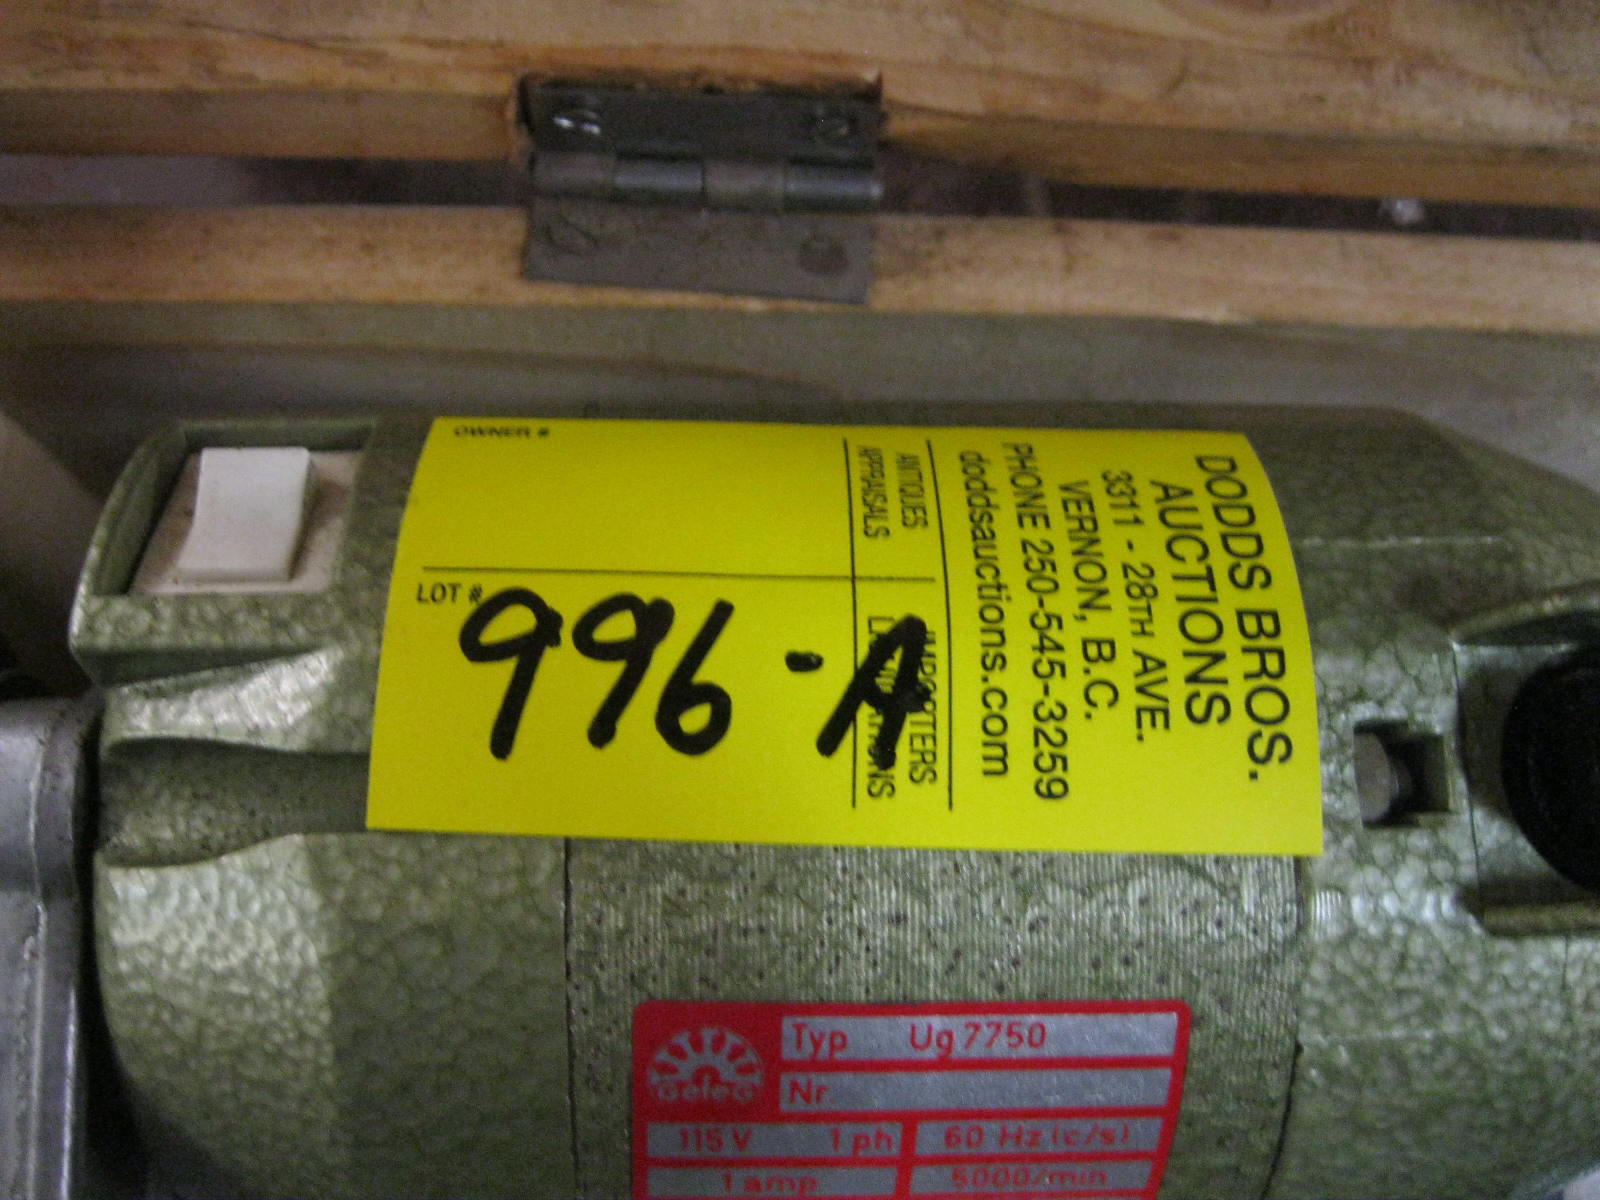 OWNER #
LOT #
996-A
ANTIQUES
APPRAISALS
IMPORTERS
DODDS BROS.
AUCTIONS
3311 - 28TH AVE.
VERNON, B.C.
PHONE 250-545-3259
doddsauctions.com
Gelec
Typ Ug 7750
Nr.
115 V 1 ph 60 Hz (c/s)
1 amp 5000/min